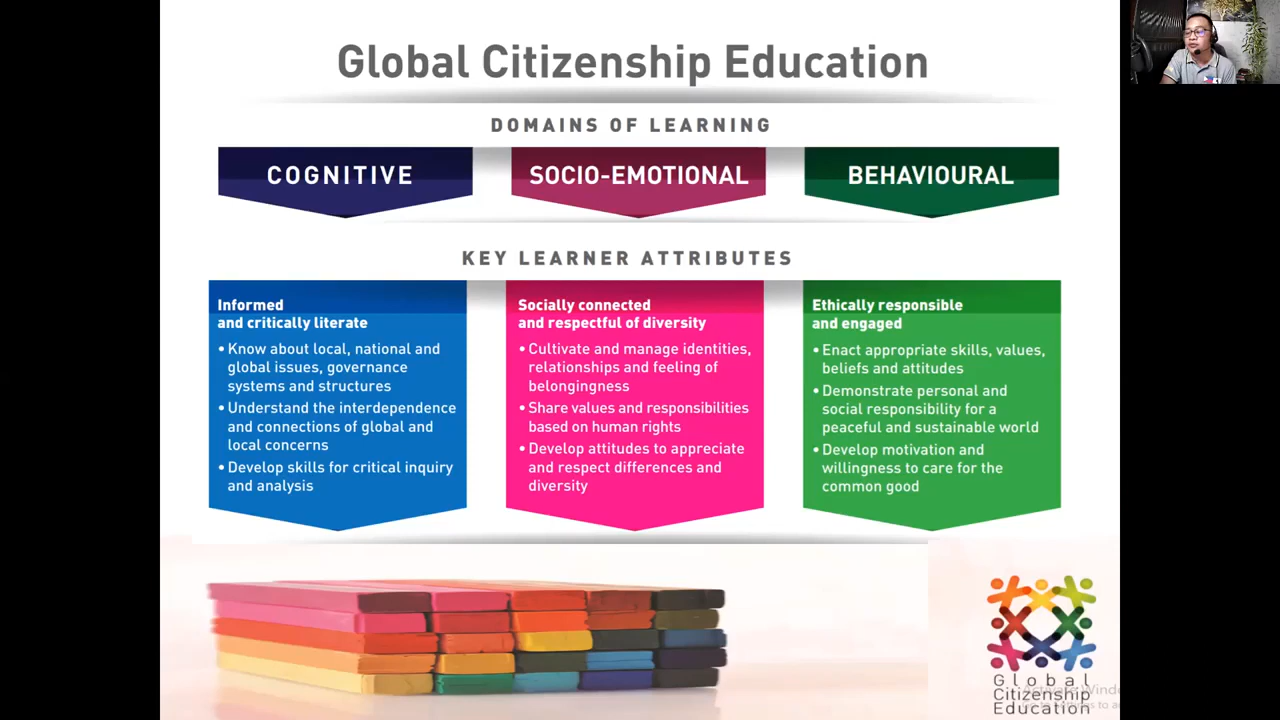 Global Citizenship Education
DOMAINS OF LEARNING
COGNITIVE
SOCIO-EMOTIONAL
BEHAVIOURAL
KEY LEARNER ATTRIBUTES
Informed
and critically literate
• Know about local, national and
global issues, governance
systems and structures
• Understand the interdependence
and connections of global and
local concerns
• Develop skills for critical inquiry
and analysis
Socially connected
and respectful of diversity
• Cultivate and manage identities,
relationships and feeling of
belongingness
• Share values and responsibilities
based on human rights
• Develop attitudes to appreciate
and respect differences and
diversity
Ethically responsible
and engaged
• Enact appropriate skills, values,
beliefs and attitudes
• Demonstrate personal and
social responsibility for a
peaceful and sustainable world
• Develop motivation and
willingness to care for the
common good
Global
Citizenship
Education